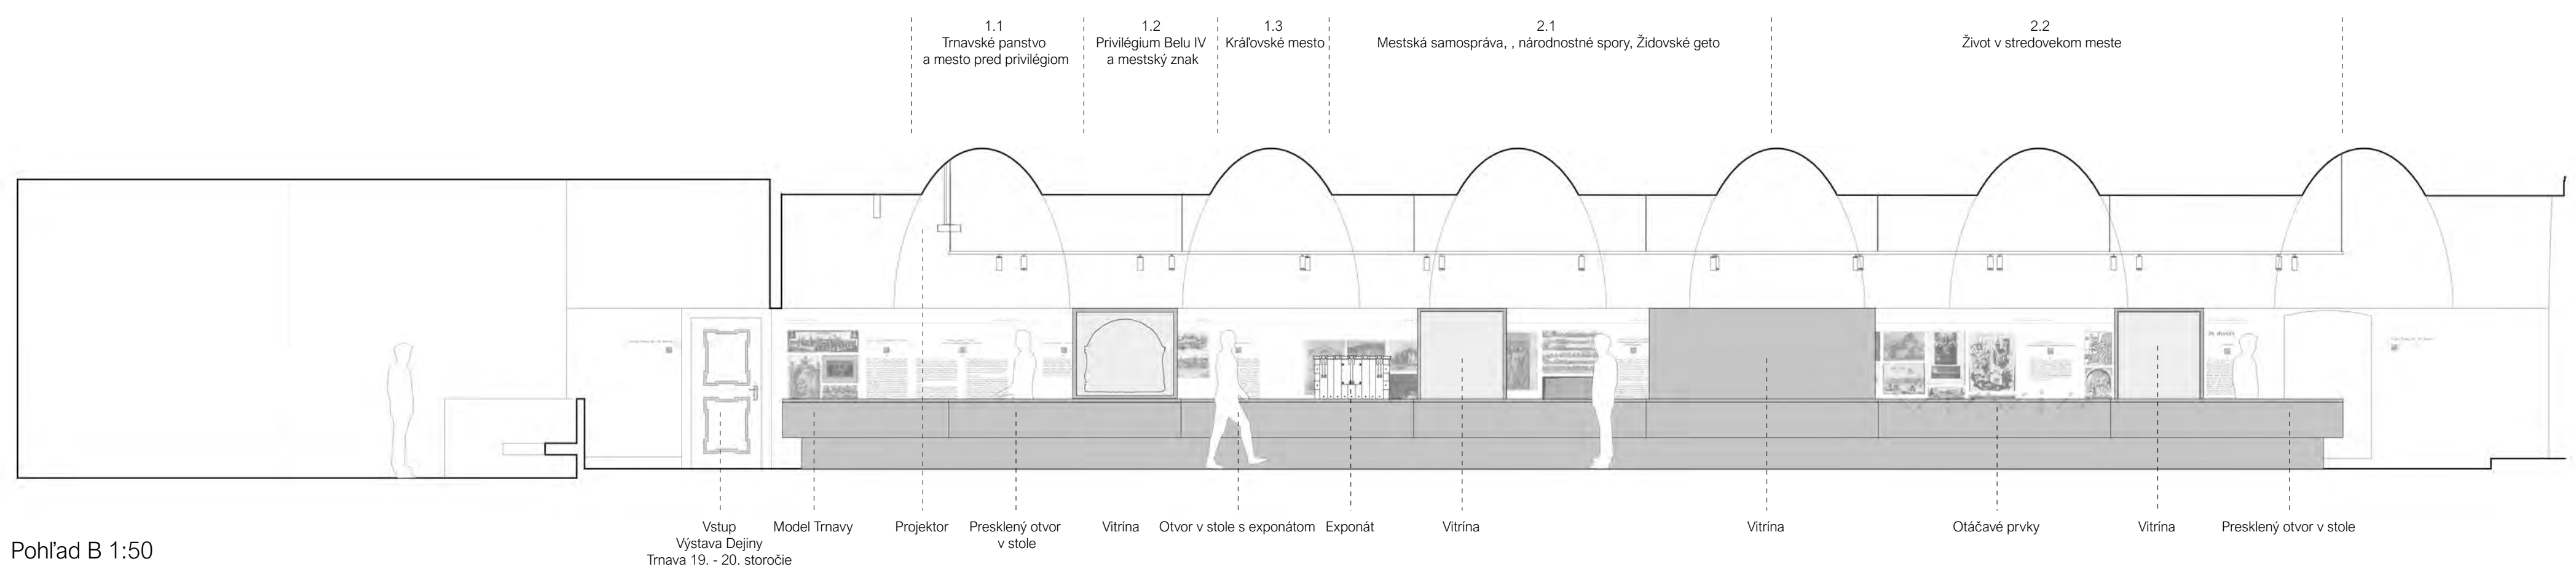 1.1
Trnavské panstvo
a mesto pred privilégiom
1.2
Privilégium Belu IV
a mestský znak
1.3
Kráľovské mesto
2.1
Mestská samospráva, , národnostné spory, Židovské geto
2.2
Život v stredovekom meste
Vstup
Výstava Dejiny
Trnava 19. - 20. storočie
Model Trnavy
Projektor
Presklený otvor
v stole
Vitrína
Otvor v stole s exponátom
Exponát
Vitrína
Vitrína
Otáčavé prvky
Vitrína
Presklený otvor v stole
Pohľad B 1:50